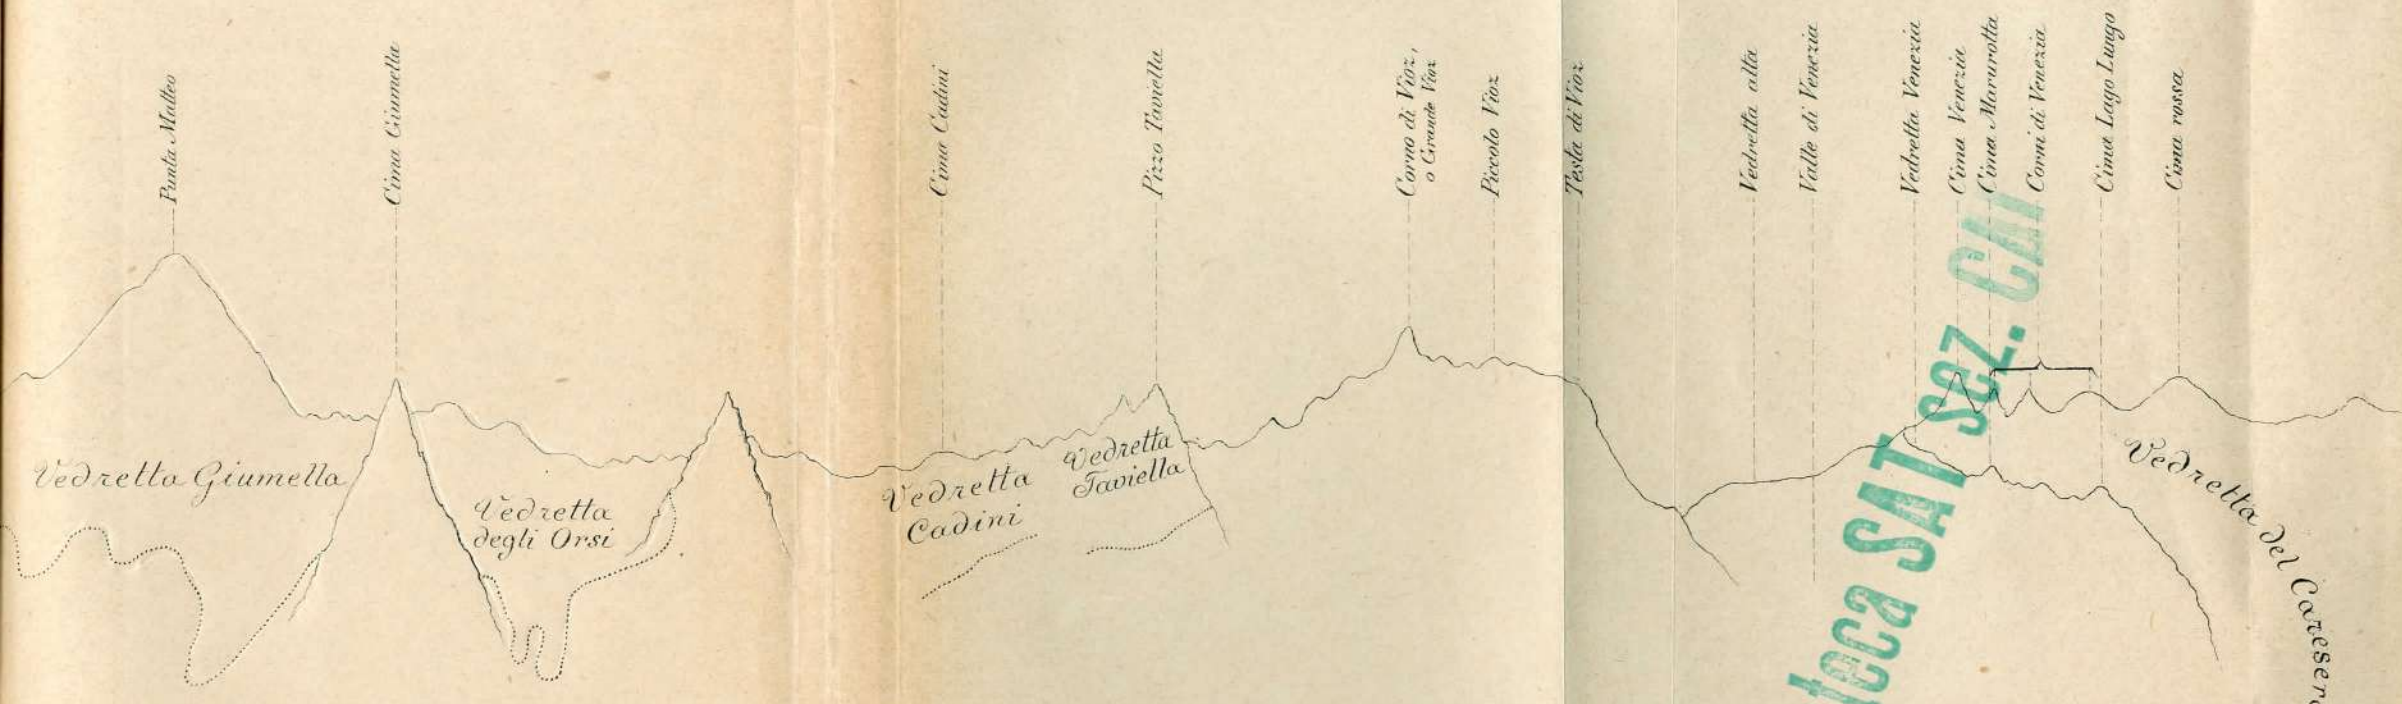 Punta Matteo
Cima Giumella
Cima Cadini
Pizzo Taviella
Corno di Vioz,
o Grande Vioz
Piccolo Vioz
Testa di Vioz
Vedretta alta
Valle di Venezia
Vedretta Venezia
Cima Venezia
Cima Marurotta
Corni di Venezia
Cima Lago Lungo
Cima rossa
Vedretta Giumella
Vedretta
degli Orsi
Vedretta
Cadini
Vedretta
Taviella
Vedretta del Careser
teca SAT sez. CAI